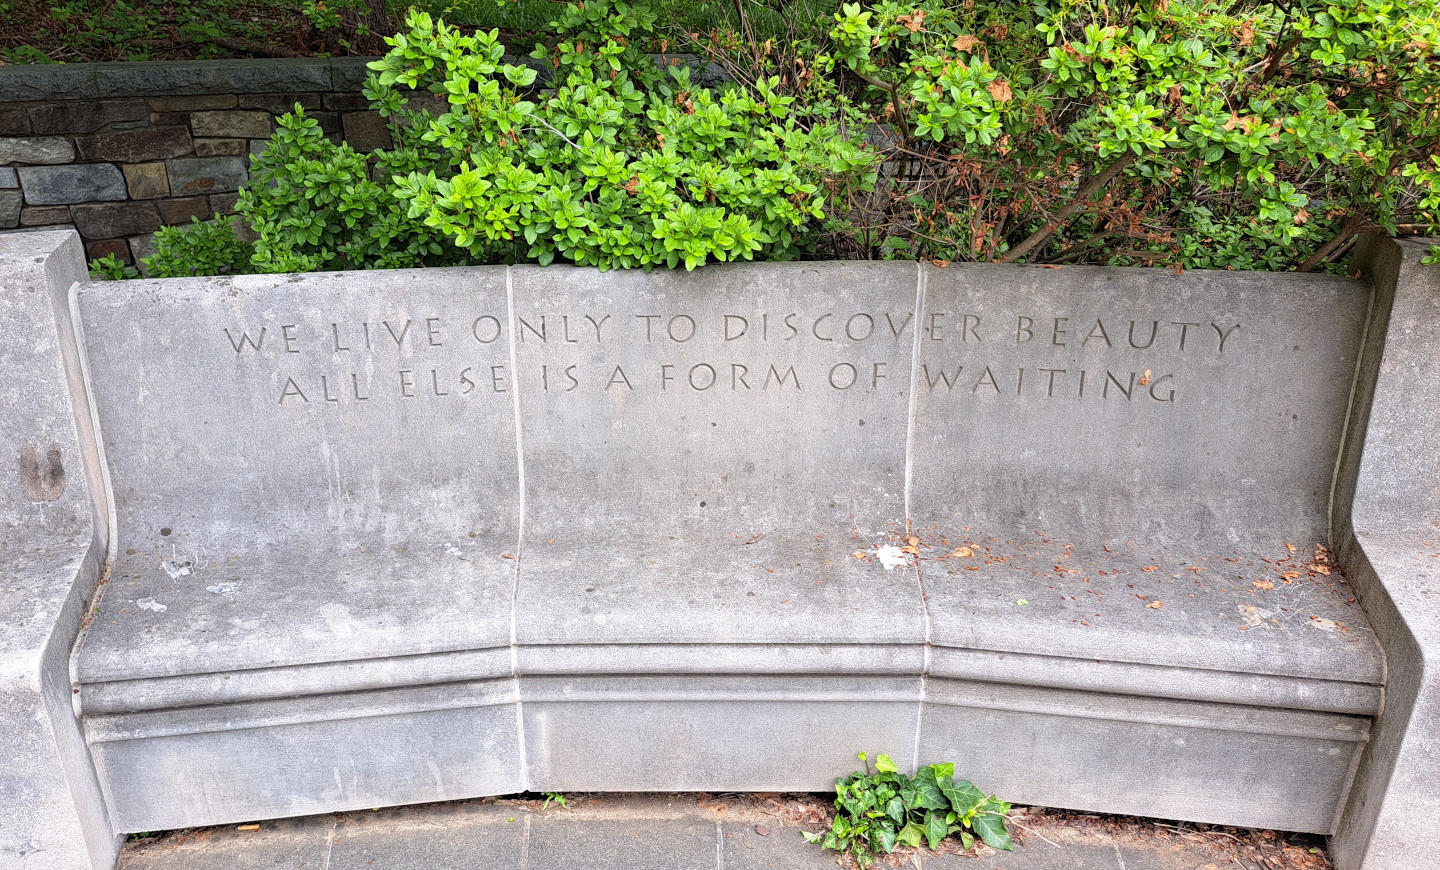 WE LIVE ONLY TO DISCOVER BEAUTY
ALL ELSE IS A FORM OF WAITING